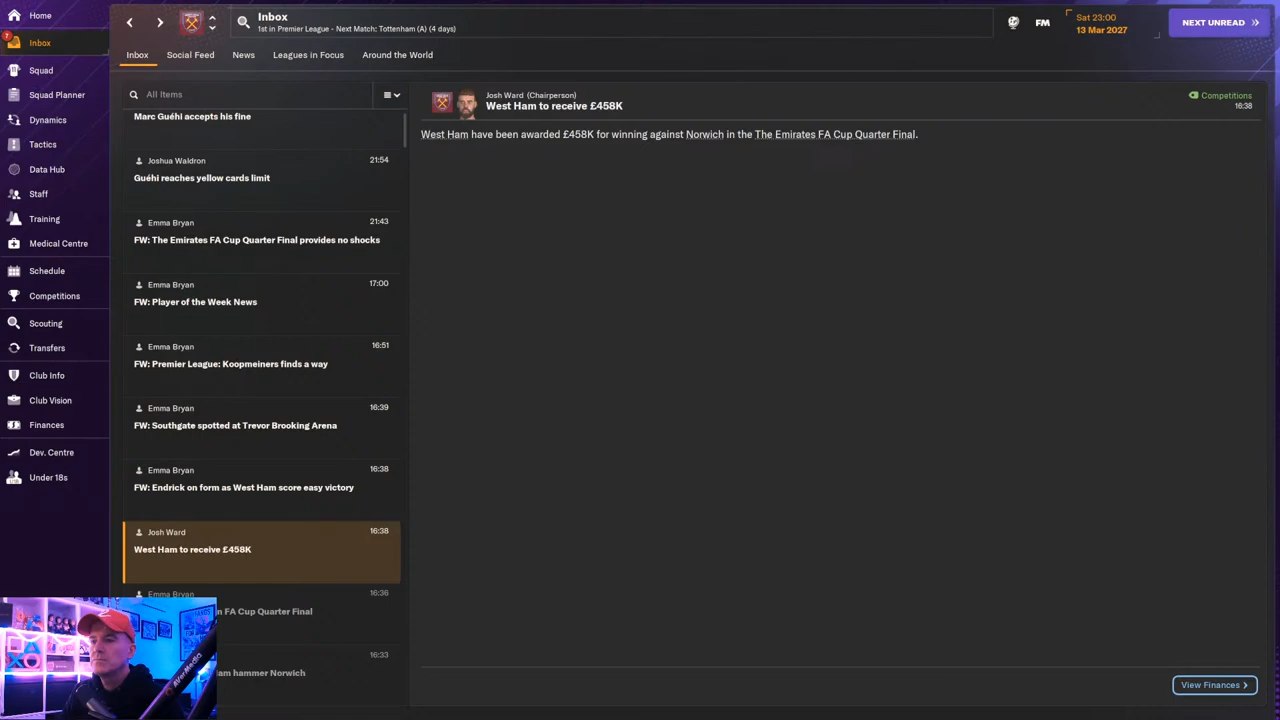 Home
7
Inbox
Squad
Squad Planner
Dynamics
Tactics
Data Hub
Staff
Training
Medical Centre
Schedule
Competitions
Scouting
Transfers
Club Info
Club Vision
Finances
Dev. Centre
Under 18s
Inbox
1st in Premier League - Next Match: Tottenham (A) (4 days)
FM
Sat 23:00
13 Mar 2027
NEXT UNREAD
Inbox
Social Feed
News
Leagues in Focus
Around the World
All Items
Marc Guéhi accepts his fine
Joshua Waldron 21:54
Guéhi reaches yellow cards limit
Emma Bryan 21:43
FW: The Emirates FA Cup Quarter Final provides no shocks
Emma Bryan 17:00
FW: Player of the Week News
Emma Bryan 16:51
FW: Premier League: Koopmeiners finds a way
Emma Bryan 16:39
FW: Southgate spotted at Trevor Brooking Arena
Emma Bryan 16:38
FW: Endrick on form as West Ham score easy victory
Josh Ward 16:38
West Ham to receive £458K
Emma Bryan 16:36
n FA Cup Quarter Final
16:33
am hammer Norwich
Josh Ward (Chairperson)
West Ham to receive £458K
Competitions
16:38
West Ham have been awarded £458K for winning against Norwich in the The Emirates FA Cup Quarter Final.
View Finances
AVerMedia